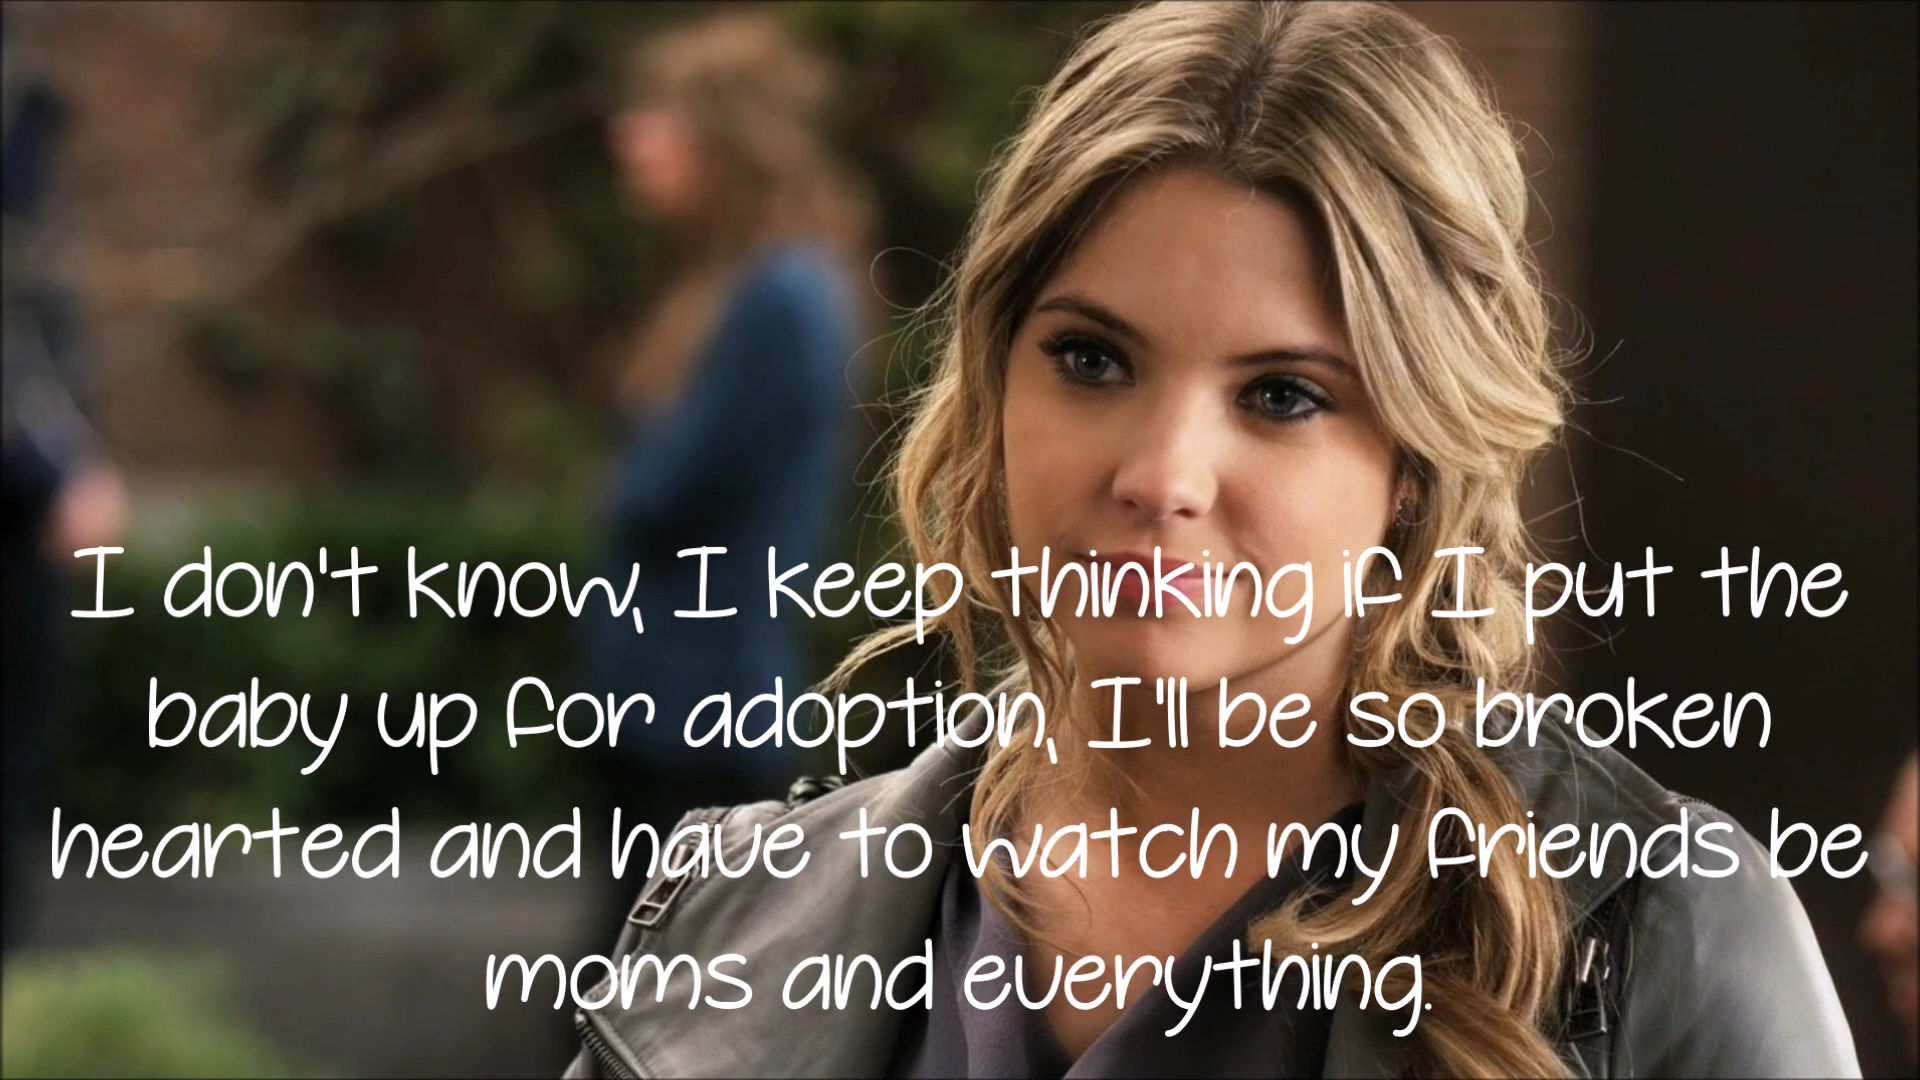 I don't know, I keep thinking if I put the
baby up for adoption, I'll be so broken
hearted and have to watch my friends be
moms and everything.